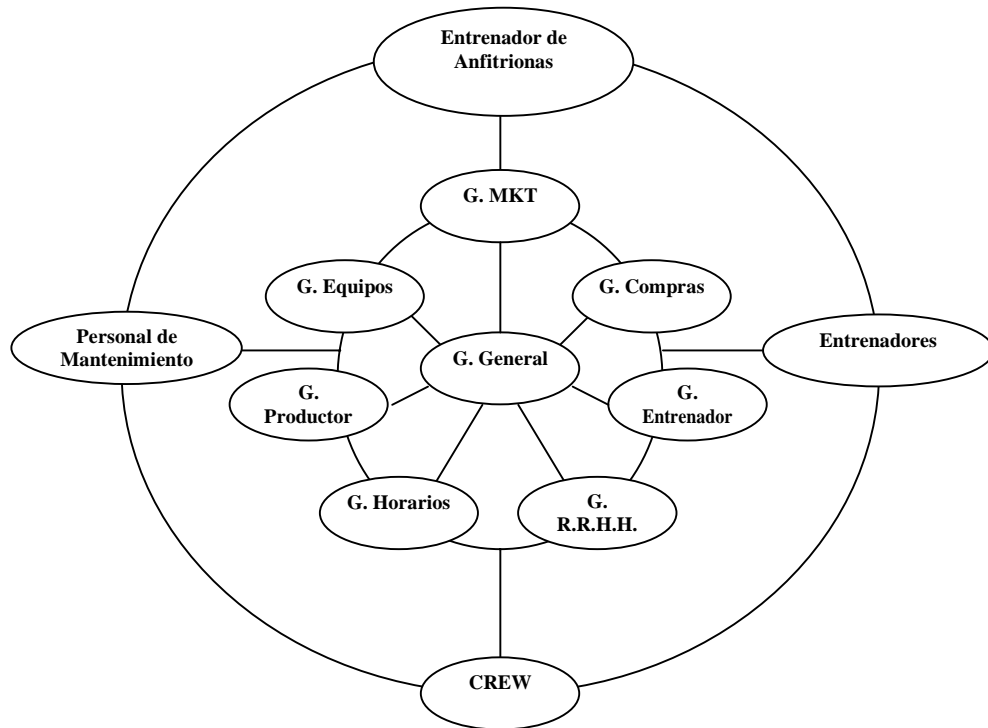 Entrenador de
Anfitrionas
G. MKT
G. Equipos
G. Compras
Personal de
Mantenimiento
G. General
Entrenadores
G.
Productor
G.
Entrenador
G. Horarios
G.
R.R.H.H.
CREW